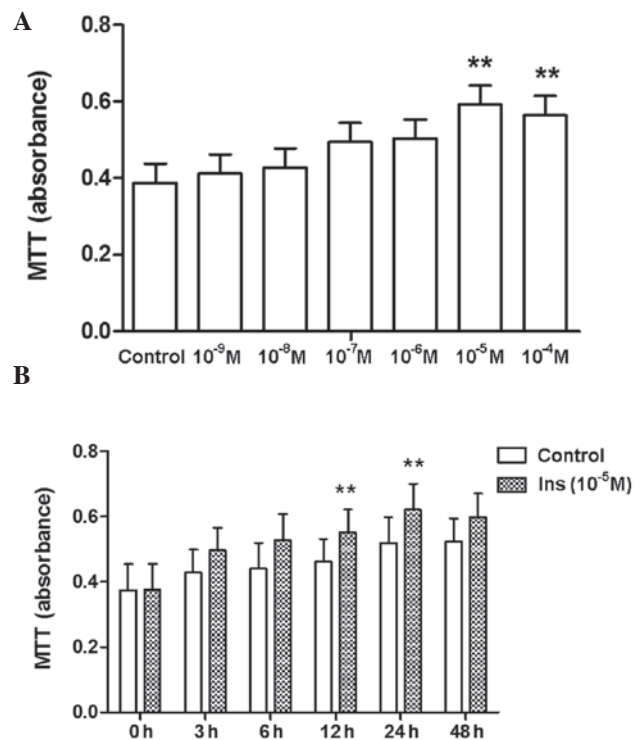 A
0.8
**
**
0.6
0.4
0.2
0.0
MTT (absorbance)
Control 10⁻⁹M 10⁻⁸M 10⁻⁷M 10⁻⁶M 10⁻⁵M 10⁻⁴M
B
0.8
Control
Ins (10⁻⁵M)
**
**
0.6
0.4
0.2
0.0
MTT (absorbance)
0 h 3 h 6 h 12 h 24 h 48 h